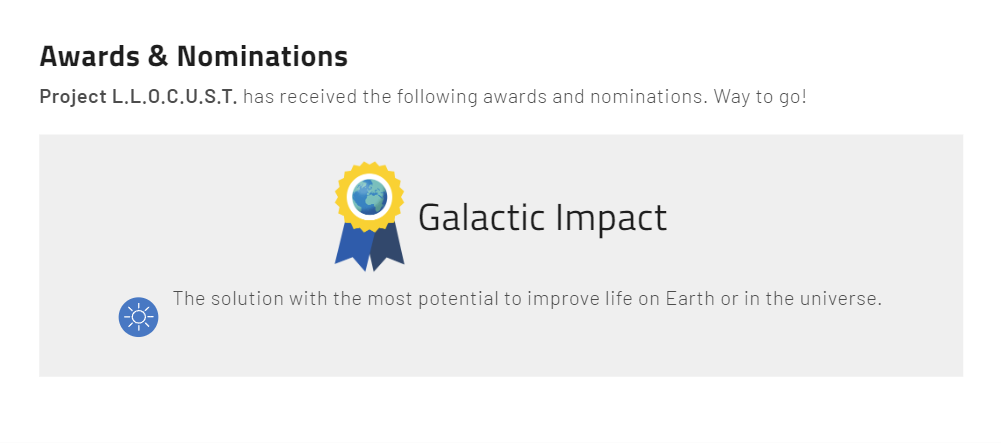 Awards & Nominations
Project L.L.O.C.U.S.T. has received the following awards and nominations. Way to go!
Galactic Impact
The solution with the most potential to improve life on Earth or in the universe.